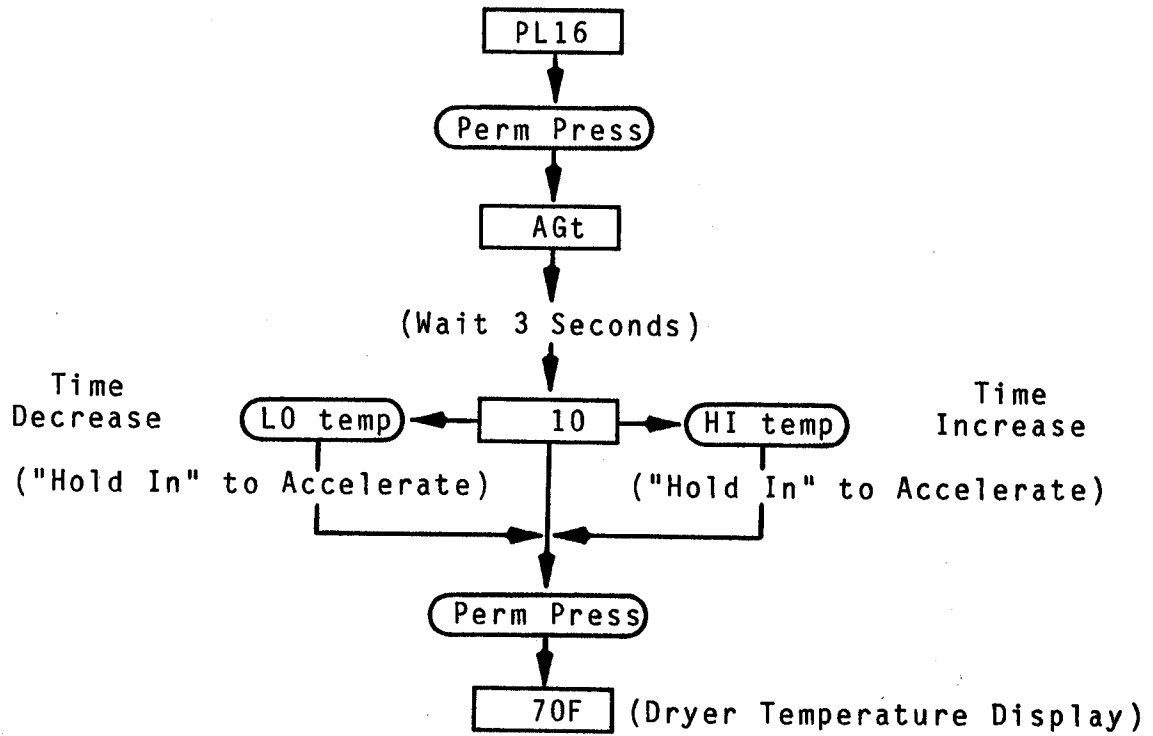 PL16
Perm Press
AGt
(Wait 3 Seconds)
Time
Decrease
LO temp
10
HI temp
Time
Increase
("Hold In" to Accelerate)
("Hold In" to Accelerate)
Perm Press
70F
(Dryer Temperature Display)